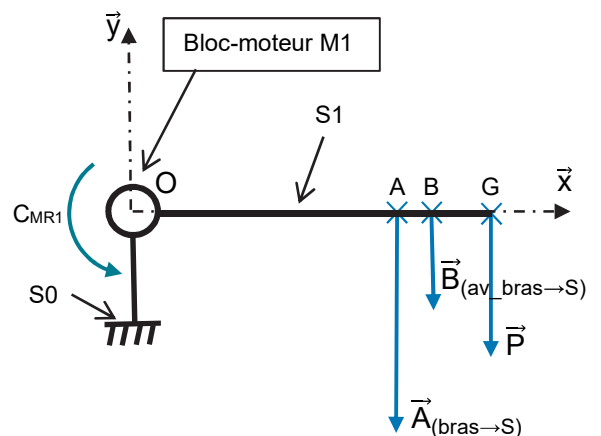 y⃗
Bloc-moteur M1
S1
O
A B G
x⃗
CMR1
S0
B⃗(av_bras→S)
P⃗
A⃗(bras→S)